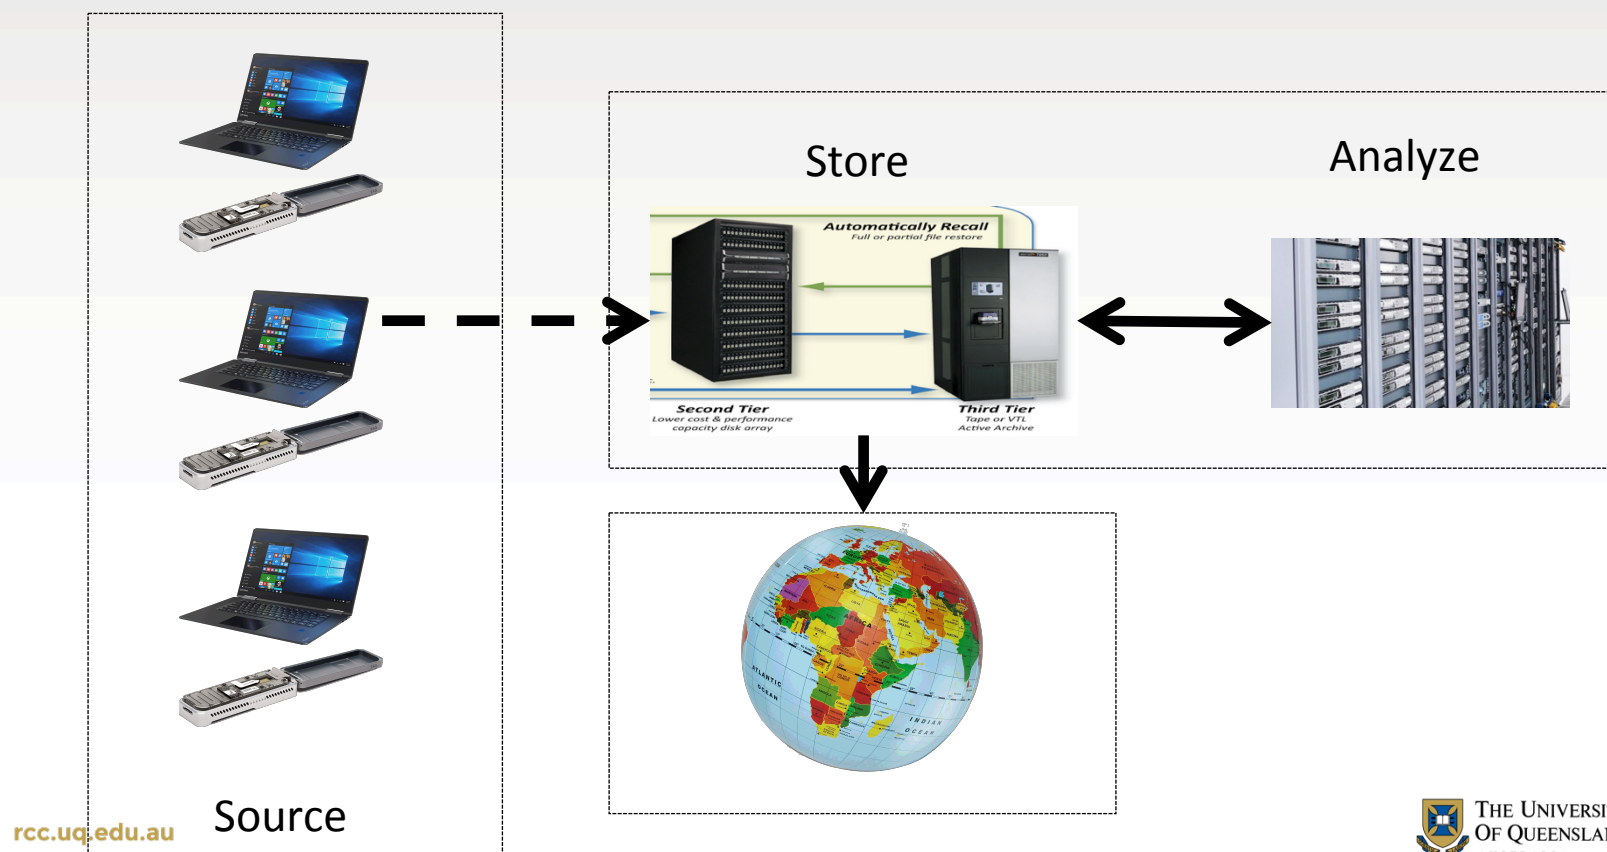 Store
Analyze
Automatically Recall
Full or partial file restore
Second Tier
Lower cost & performance
capacity disk array
Third Tier
Tape or VTL
Active Archive
AFRICA
ATLANTIC
OCEAN
INDIAN
OCEAN
Source
rcc.uq.edu.au
THE UNIVERSI
OF QUEENSLA